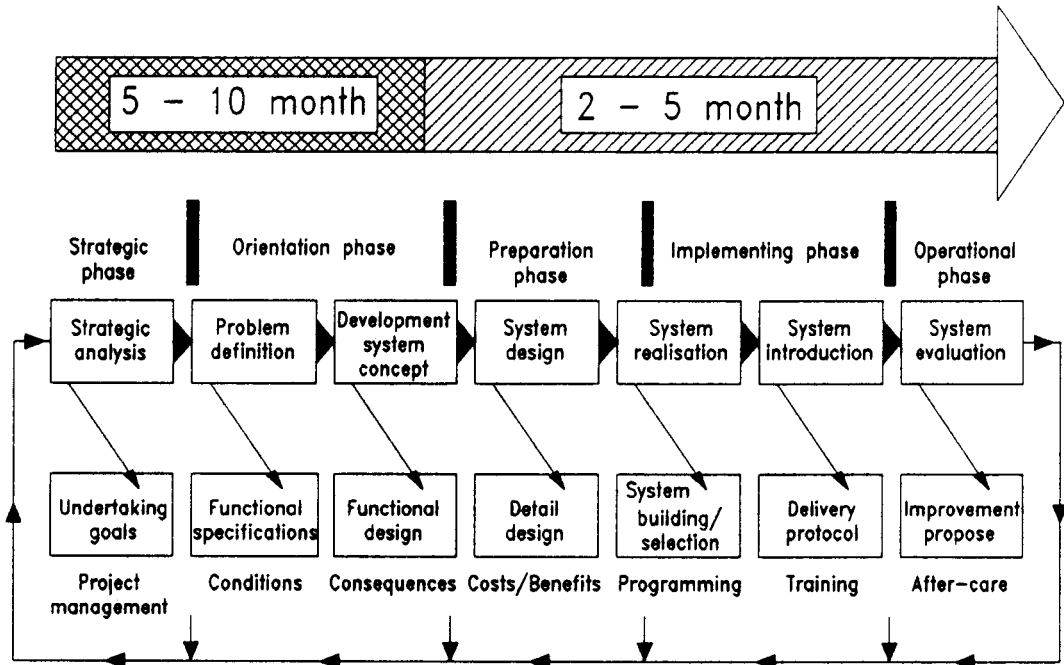 5 - 10 month
2 - 5 month
Strategic
phase
Orientation phase
Preparation
phase
Implementing phase
Operational
phase
Strategic
analysis
Problem
definition
Development
system
concept
System
design
System
realisation
System
introduction
System
evaluation
Undertaking
goals
Functional
specifications
Functional
design
Detail
design
System
building/
selection
Delivery
protocol
Improvement
propose
Project
management
Conditions
Consequences
Costs/Benefits
Programming
Training
After-care